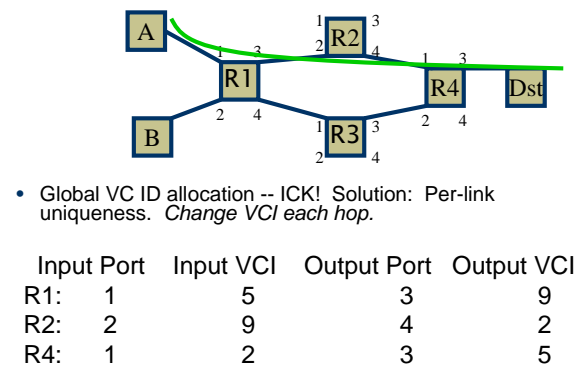 A
1 3
R2
2 4
1 3
R1
2 4
1 3
R4
2 4
Dst
B
1 3
R3
2 4
• Global VC ID allocation -- ICK! Solution: Per-link
uniqueness. Change VCI each hop.
Input Port Input VCI Output Port Output VCI
R1: 1 5 3 9
R2: 2 9 4 2
R4: 1 2 3 5